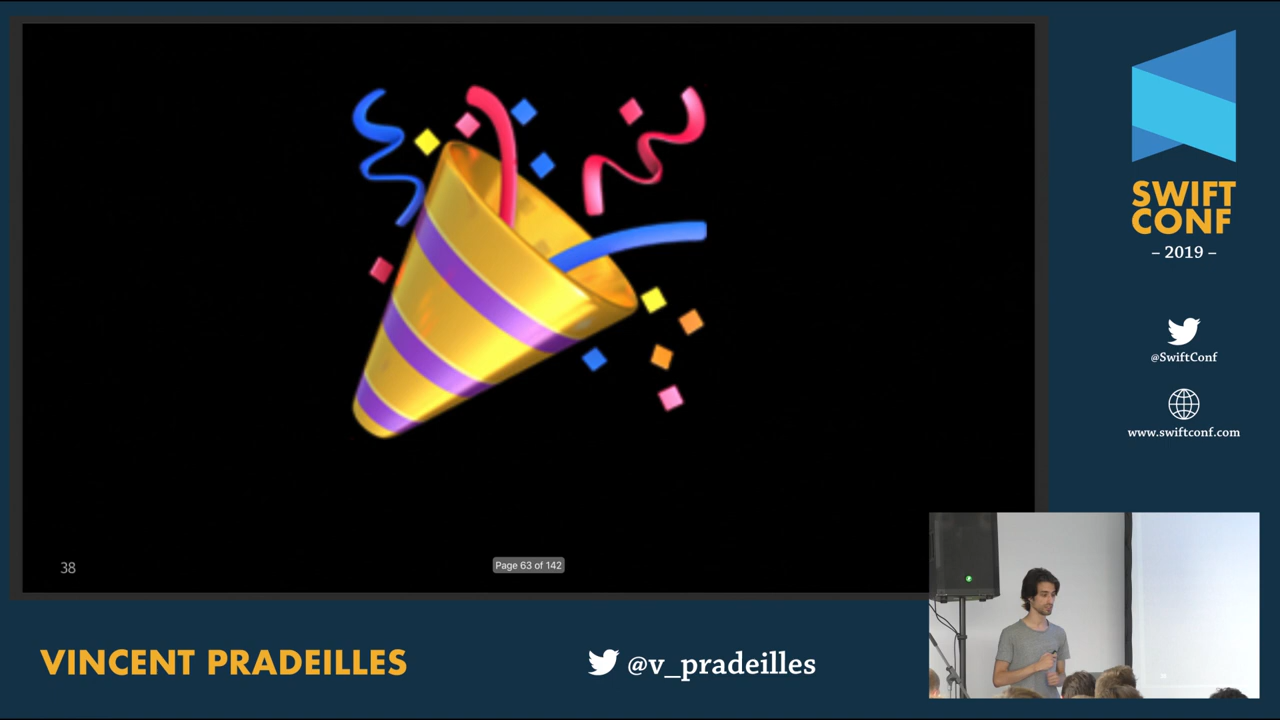 SWIFT
CONF
– 2019 –
@SwiftConf
www.swiftconf.com
38
Page 63 of 142
VINCENT PRADEILLES
@v_pradeilles